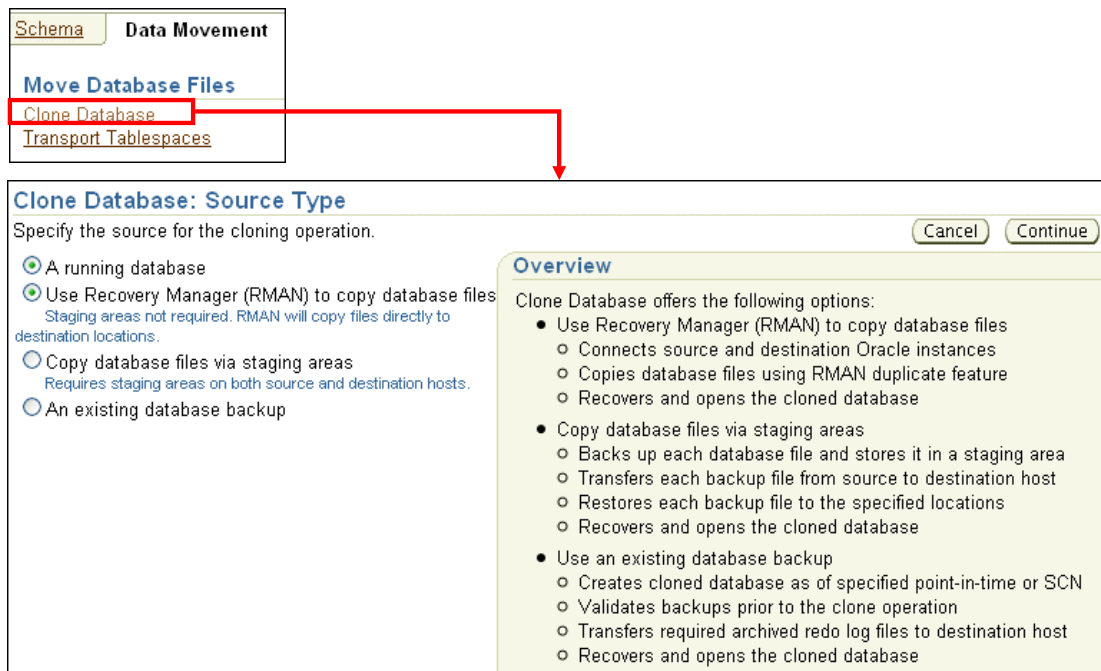 Schema Data Movement
Move Database Files
Clone Database
Transport Tablespaces
Clone Database: Source Type
Specify the source for the cloning operation.
Cancel Continue
A running database
Use Recovery Manager (RMAN) to copy database files
Staging areas not required. RMAN will copy files directly to
destination locations.
Copy database files via staging areas
Requires staging areas on both source and destination hosts.
An existing database backup
Overview
Clone Database offers the following options:
Use Recovery Manager (RMAN) to copy database files
Connects source and destination Oracle instances
Copies database files using RMAN duplicate feature
Recovers and opens the cloned database
Copy database files via staging areas
Backs up each database file and stores it in a staging area
Transfers each backup file from source to destination host
Restores each backup file to the specified locations
Recovers and opens the cloned database
Use an existing database backup
Creates cloned database as of specified point-in-time or SCN
Validates backups prior to the clone operation
Transfers required archived redo log files to destination host
Recovers and opens the cloned database